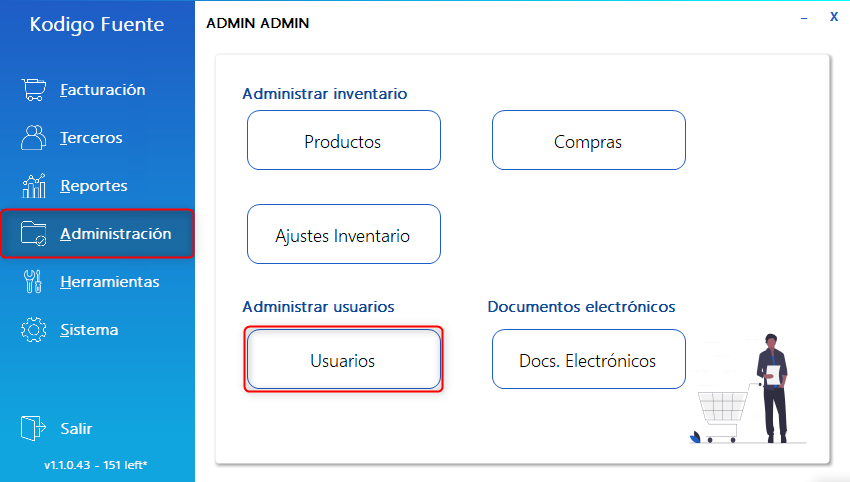 Kodigo Fuente
ADMIN ADMIN
– X
Facturación
Terceros
Reportes
Administración
Herramientas
Sistema
Salir
v1.1.0.43 - 151 left*
Administrar inventario
Productos
Compras
Ajustes Inventario
Administrar usuarios
Documentos electrónicos
Usuarios
Docs. Electrónicos